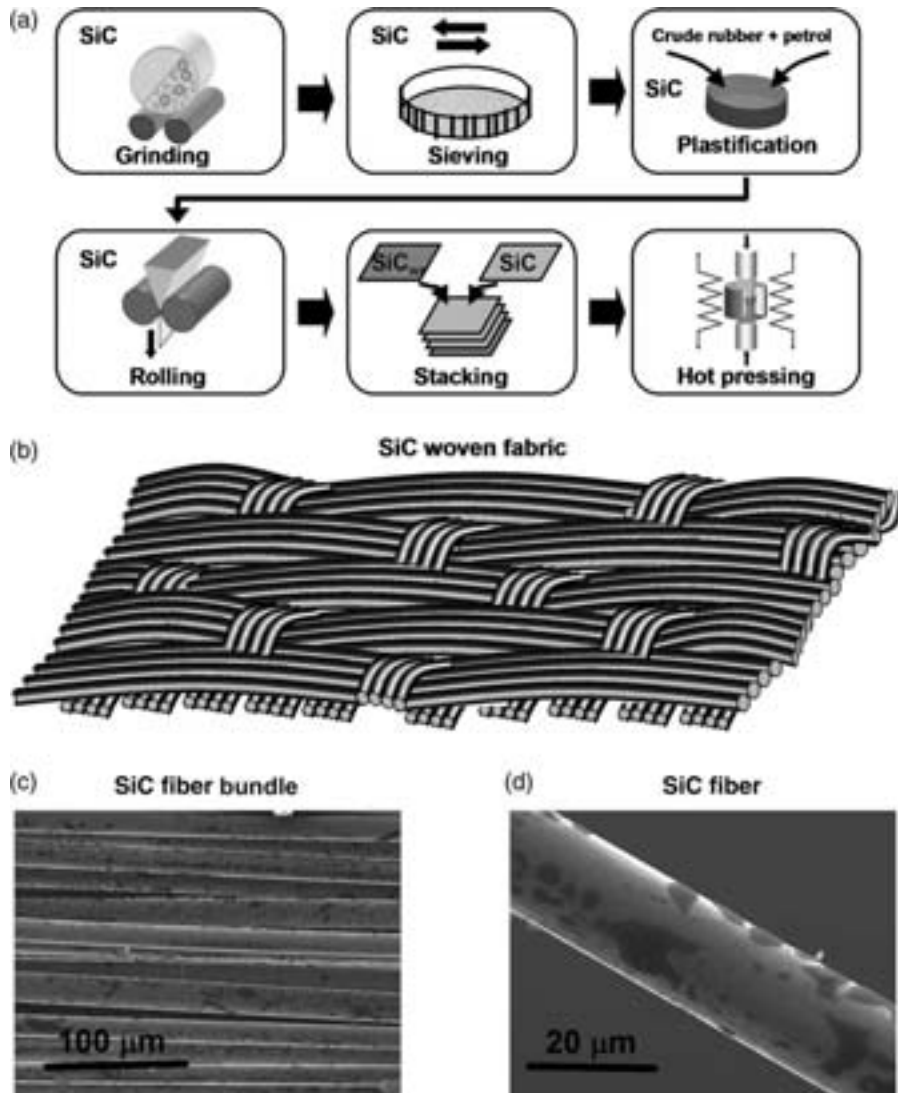 (a)
SiC
Grinding
SiC
Sieving
Crude rubber + petrol
SiC
Plastification
SiC
Rolling
SiC
SiC
Stacking
Hot pressing
(b)
SiC woven fabric
(c)
SiC fiber bundle
100 µm
(d)
SiC fiber
20 µm